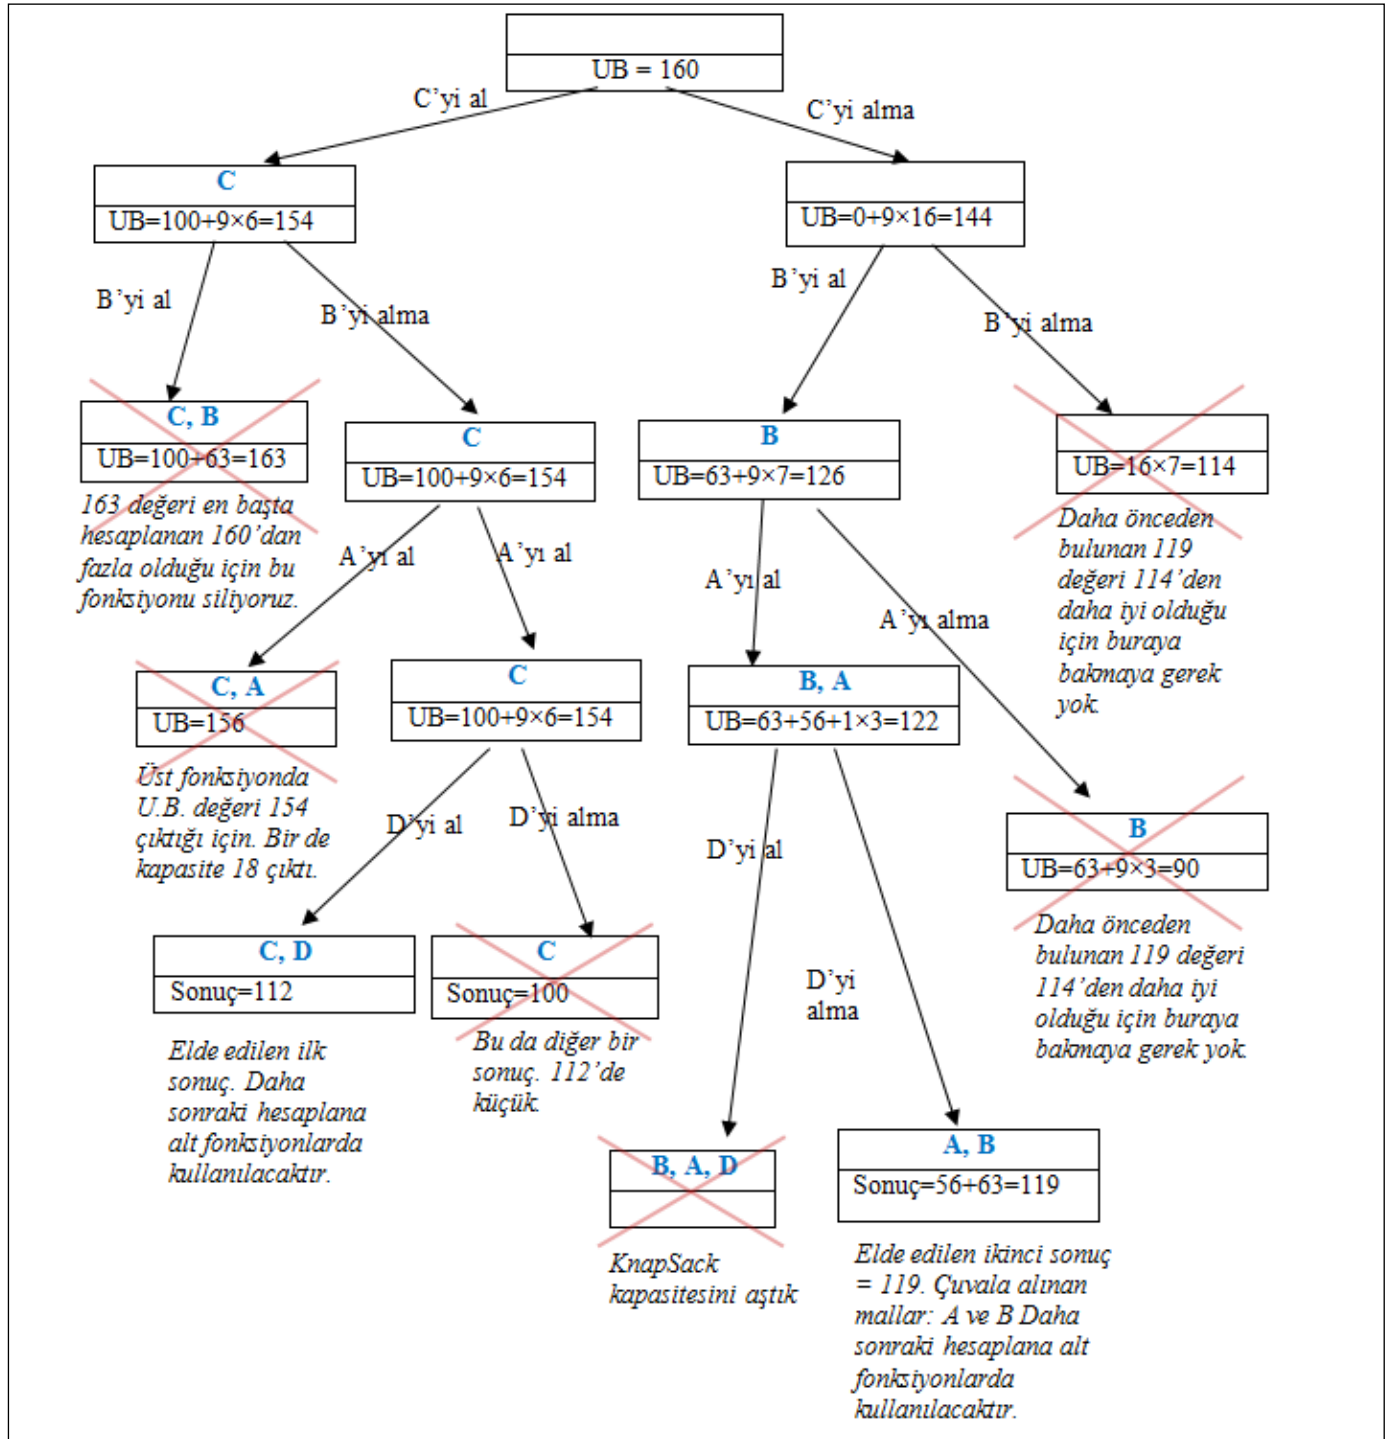 UB = 160
C’yi al
C’yi alma
C
UB=100+9×6=154
UB=0+9×16=144
B’yi al
B’yi alma
B’yi al
B’yi alma
C, B
UB=100+63=163
163 değeri en başta
hesaplanan 160’dan
fazla olduğu için bu
fonksiyonu siliyoruz.
C
UB=100+9×6=154
B
UB=63+9×7=126
UB=16×7=114
Daha önceden
bulunan 119
değeri 114’den
daha iyi olduğu
için buraya
bakmaya gerek
yok.
A’yı al
A’yı al
A’yı al
A’yı alma
C, A
UB=156
Üst fonksiyonda
U.B. değeri 154
çıktığı için. Bir de
kapasite 18 çıktı.
C
UB=100+9×6=154
B, A
UB=63+56+1×3=122
B
UB=63+9×3=90
Daha önceden
bulunan 119 değeri
114’den daha iyi
olduğu için buraya
bakmaya gerek yok.
D’yi al
D’yi alma
D’yi al
D’yi
alma
C, D
Sonuç=112
Elde edilen ilk
sonuç. Daha
sonraki hesaplana
alt fonksiyonlarda
kullanılacaktır.
C
Sonuç=100
Bu da diğer bir
sonuç. 112’de
küçük.
B, A, D
KnapSack
kapasitesini aştık
A, B
Sonuç=56+63=119
Elde edilen ikinci sonuç
= 119. Çuvala alınan
mallar: A ve B Daha
sonraki hesaplana alt
fonksiyonlarda
kullanılacaktır.